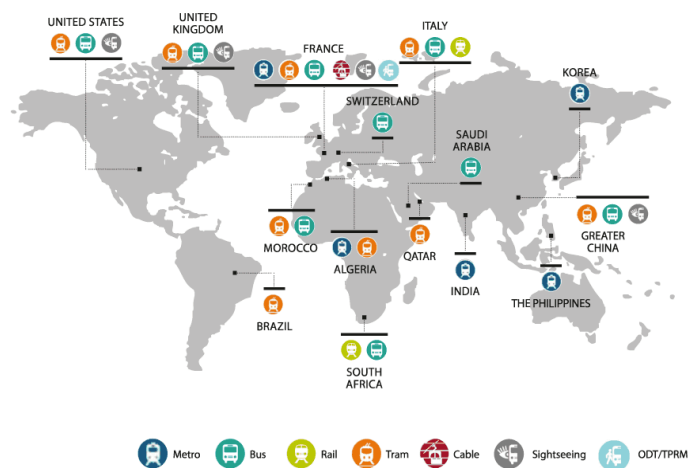 UNITED STATES
UNITED
KINGDOM
FRANCE
ITALY
KOREA
SWITZERLAND
SAUDI
ARABIA
MOROCCO
ALGERIA
QATAR
INDIA
GREATER
CHINA
THE PHILIPPINES
BRAZIL
SOUTH
AFRICA
Metro
Bus
Rail
Tram
Cable
Sightseeing
ODT/TPRM